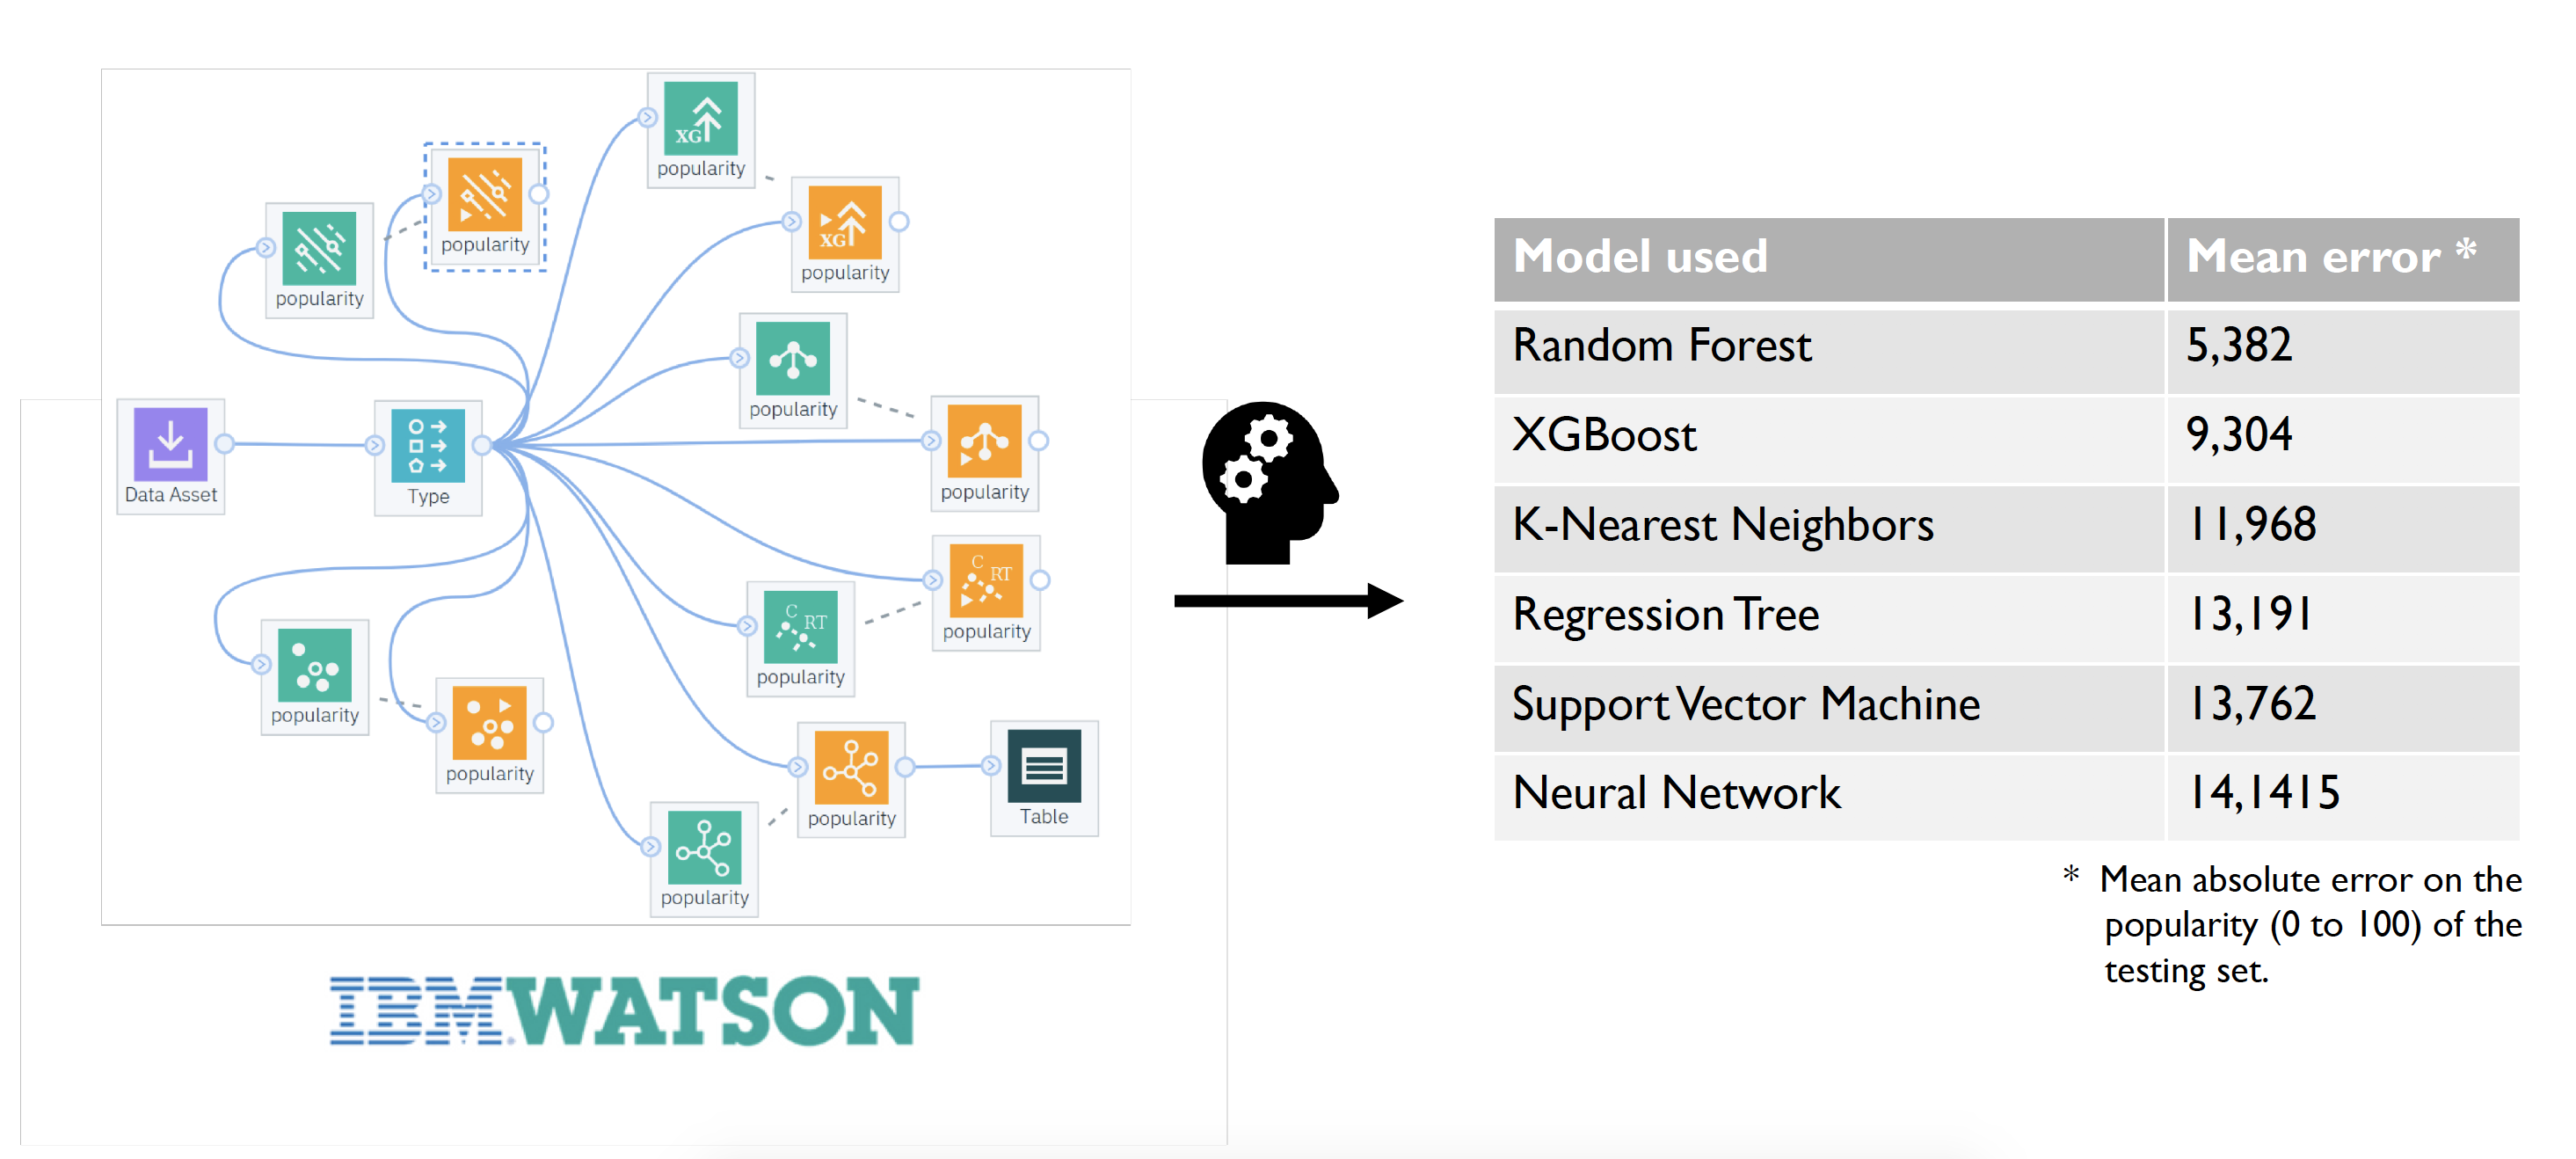 XG
popularity
popularity
popularity
XG
popularity
popularity
Data Asset
Type
popularity
C RT
popularity
C RT
popularity
popularity
popularity
popularity
Table
popularity
IBM WATSON
Model used Mean error *
Random Forest 5,382
XGBoost 9,304
K-Nearest Neighbors 11,968
Regression Tree 13,191
Support Vector Machine 13,762
Neural Network 14,1415
* Mean absolute error on the
popularity (0 to 100) of the
testing set.